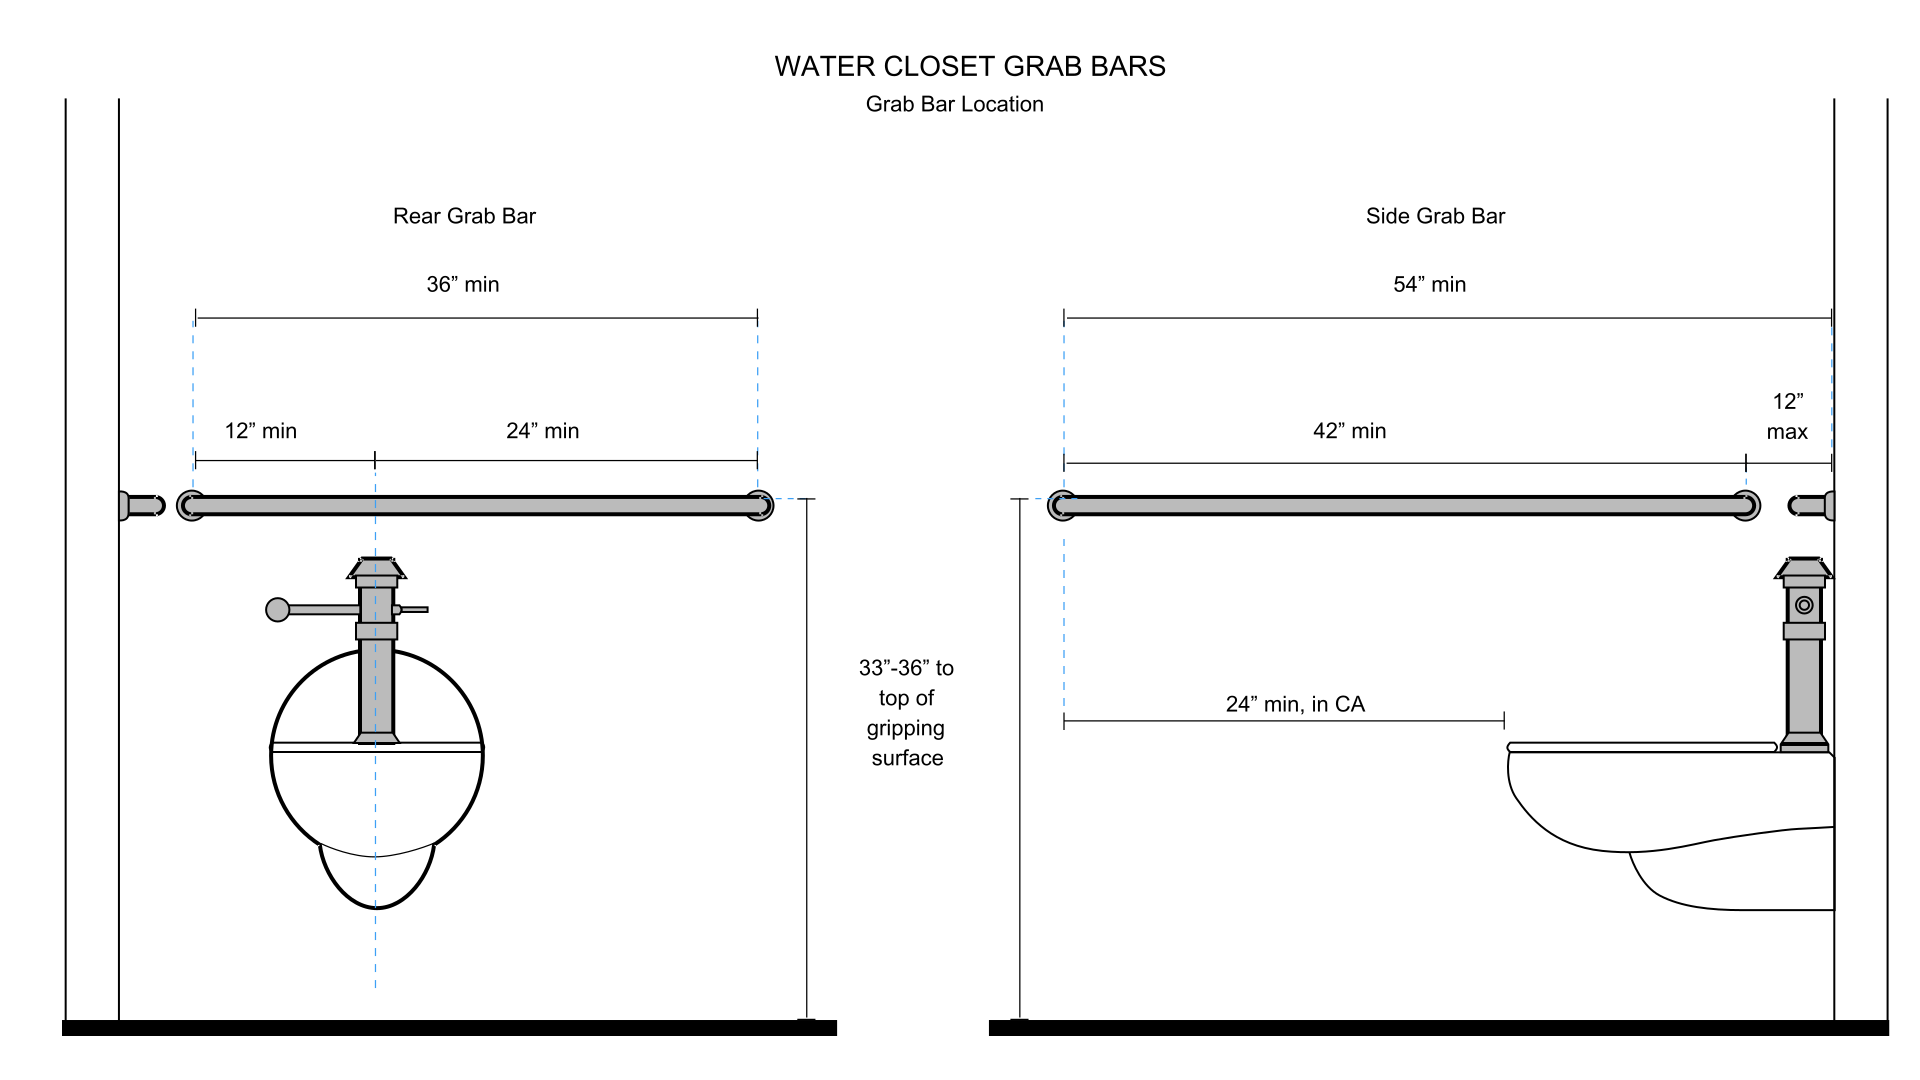 WATER CLOSET GRAB BARS
Grab Bar Location
Rear Grab Bar
36” min
12” min
24” min
33”-36” to
top of
gripping
surface
Side Grab Bar
54” min
42” min
12”
max
24” min, in CA